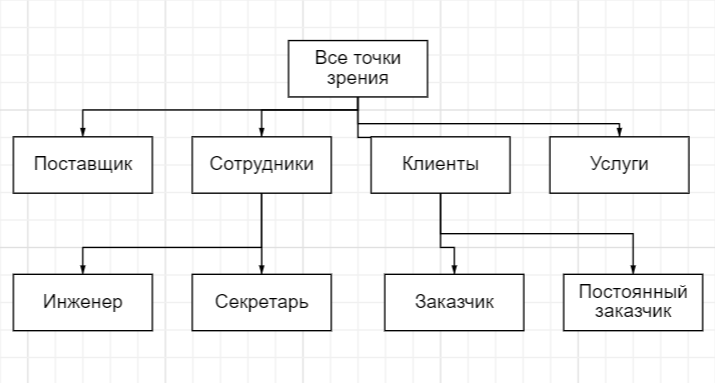 Все точки
зрения
Поставщик
Сотрудники
Клиенты
Услуги
Инженер
Секретарь
Заказчик
Постоянный
заказчик